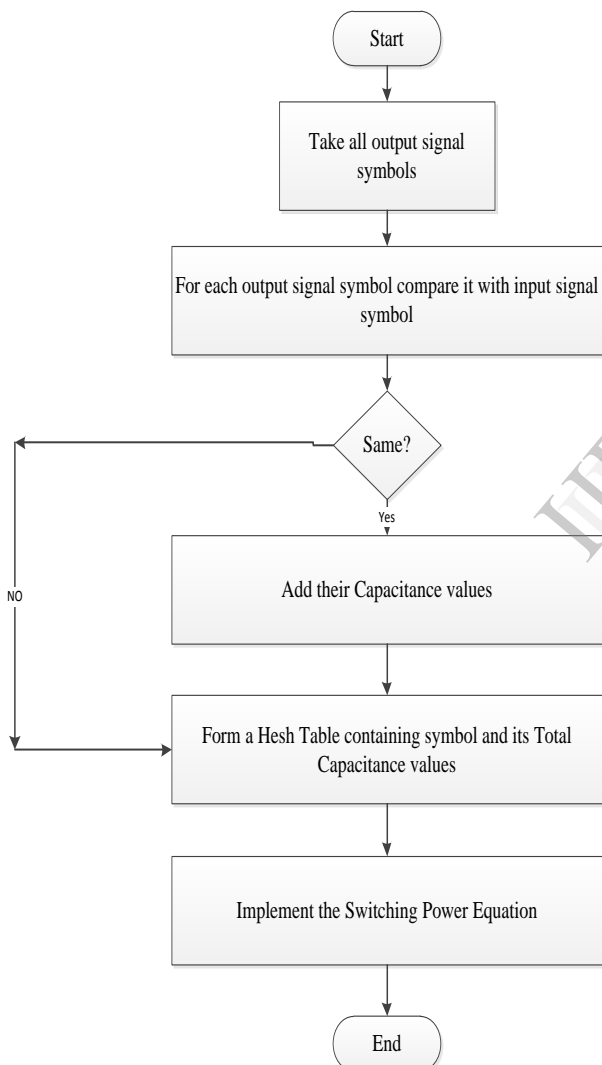 Start
Take all output signal
symbols
For each output signal symbol compare it with input signal
symbol
Same?
Yes
NO
Add their Capacitance values
Form a Hesh Table containing symbol and its Total
Capacitance values
Implement the Switching Power Equation
End